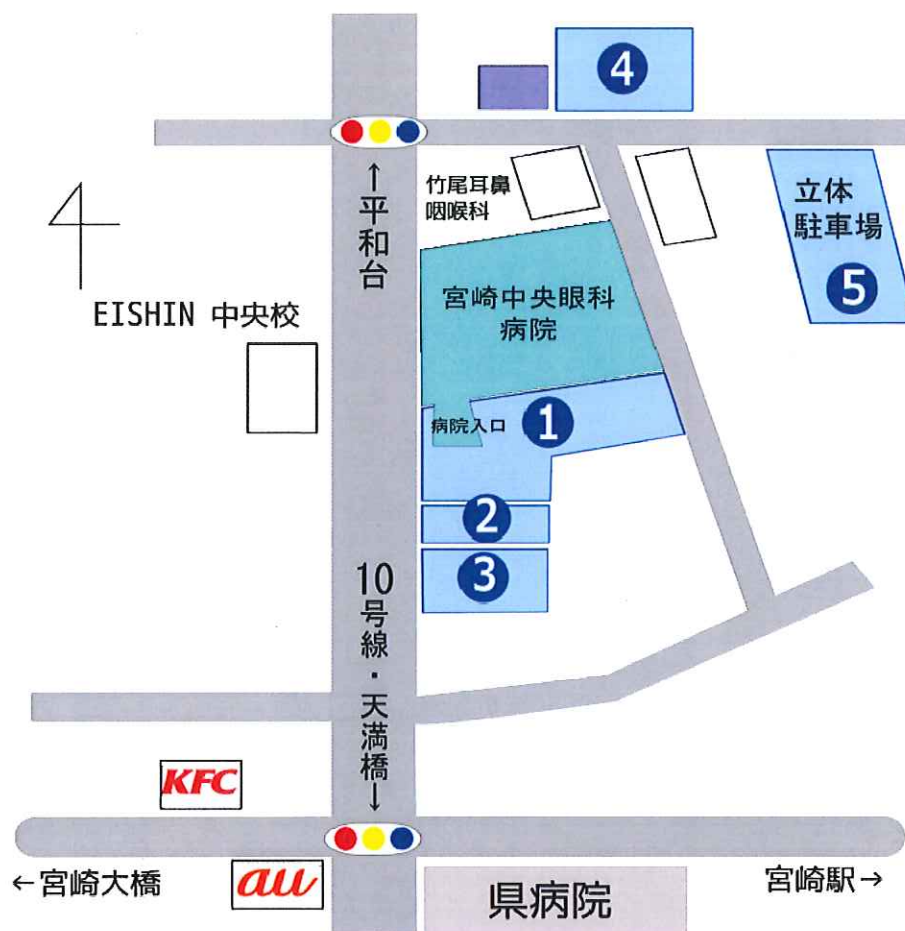 4
竹尾耳鼻
咽喉科
立体
駐車場
5
↑平和台
宮崎中央眼科
病院
EISHIN 中央校
病院入口
1
2
3
10号線・天満橋↓
KFC
←宮崎大橋
au
県病院
宮崎駅→